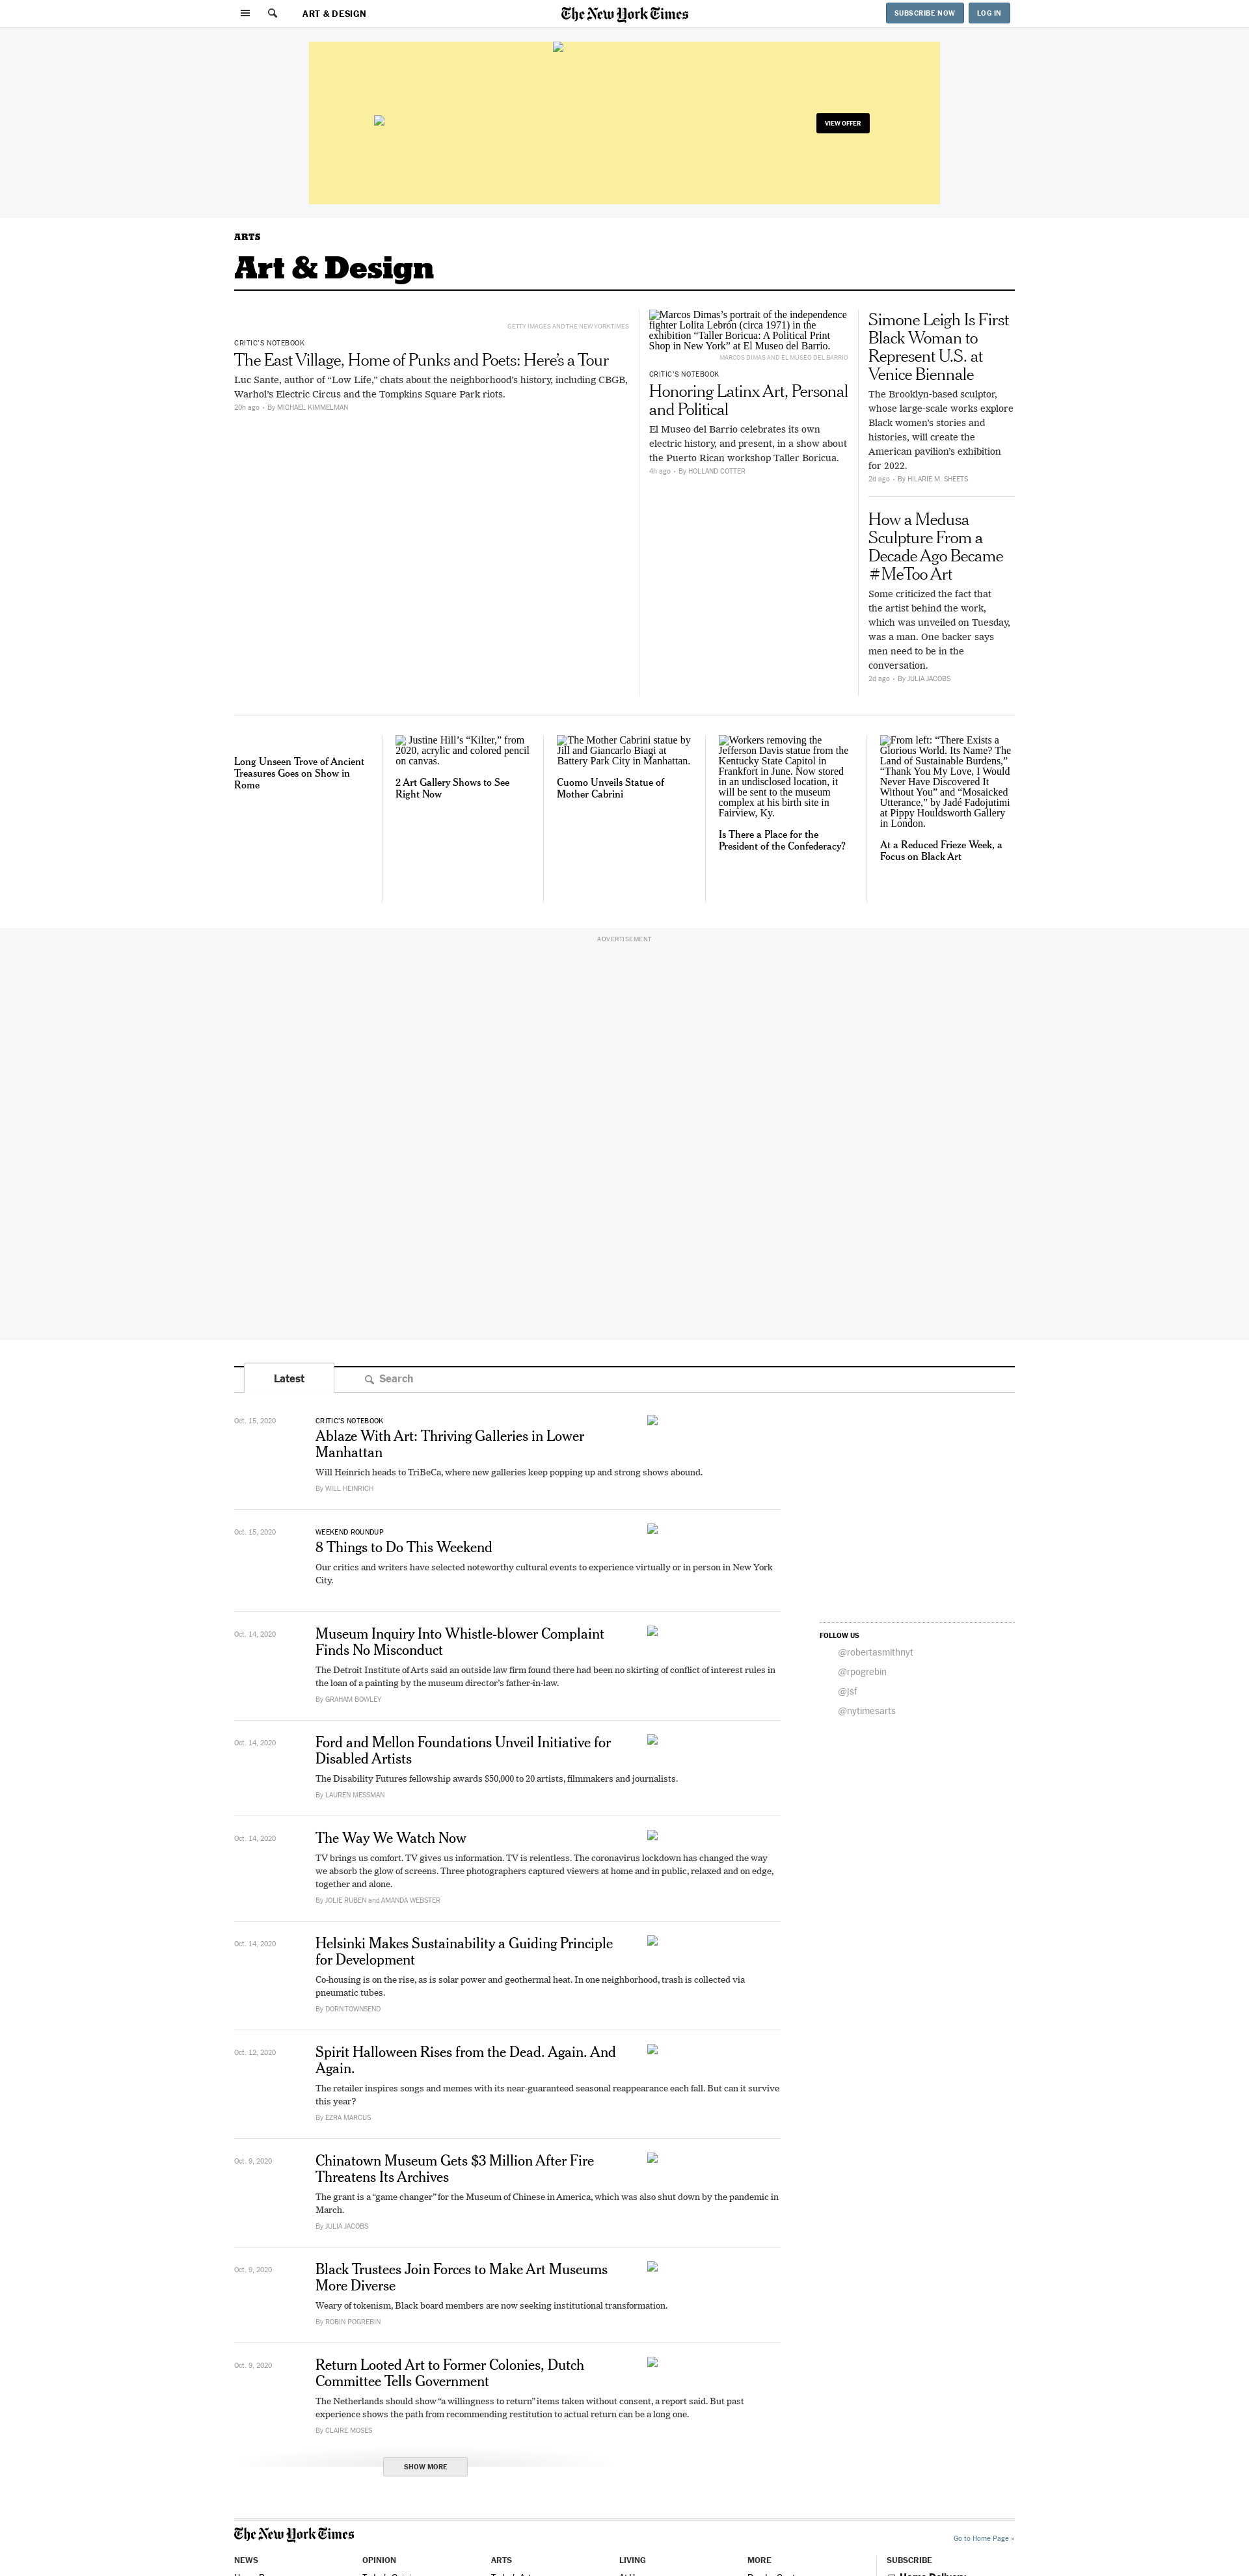 ART & DESIGN
The New York Times
SUBSCRIBE NOW
LOG IN
VIEW OFFER
ARTS
Art & Design
GETTY IMAGES AND THE NEW YORK TIMES
CRITIC'S NOTEBOOK
The East Village, Home of Punks and Poets: Here's a Tour
Luc Sante, author of “Low Life,” chats about the neighborhood's history, including CBGB,
Warhol's Electric Circus and the Tompkins Square Park riots.
20h ago • By MICHAEL KIMMELMAN
Marcos Dimas’s portrait of the independence
fighter Lolita Lebrón (circa 1971) in the
exhibition “Taller Boricua: A Political Print
Shop in New York” at El Museo del Barrio.
MARCOS DIMAS AND EL MUSEO DEL BARRIO
CRITIC'S NOTEBOOK
Honoring Latinx Art, Personal
and Political
El Museo del Barrio celebrates its own
electric history, and present, in a show about
the Puerto Rican workshop Taller Boricua.
4h ago • By HOLLAND COTTER
Simone Leigh Is First
Black Woman to
Represent U.S. at
Venice Biennale
The Brooklyn-based sculptor,
whose large-scale works explore
Black women's stories and
histories, will create the
American pavilion's exhibition
for 2022.
2d ago • By HILARIE M. SHEETS
How a Medusa
Sculpture From a
Decade Ago Became
#MeToo Art
Some criticized the fact that
the artist behind the work,
which was unveiled on Tuesday,
was a man. One backer says
men need to be in the
conversation.
2d ago • By JULIA JACOBS
Long Unseen Trove of Ancient
Treasures Goes on Show in
Rome
Justine Hill’s “Kilter,” from
2020, acrylic and colored pencil
on canvas.
2 Art Gallery Shows to See
Right Now
The Mother Cabrini statue by
Jill and Giancarlo Biagi at
Battery Park City in Manhattan.
Cuomo Unveils Statue of
Mother Cabrini
Workers removing the
Jefferson Davis statue from the
Kentucky State Capitol in
Frankfort in June. Now stored
in an undisclosed location, it
will be sent to the museum
complex at his birth site in
Fairview, Ky.
Is There a Place for the
President of the Confederacy?
From left: “There Exists a
Glorious World. Its Name? The
Land of Sustainable Burdens,”
“Thank You My Love, I Would
Never Have Discovered It
Without You” and “Mosaicked
Utterance,” by Jadé Fadojutimi
at Pippy Houldsworth Gallery
in London.
At a Reduced Frieze Week, a
Focus on Black Art
ADVERTISEMENT
Latest
Search
Oct. 15, 2020
CRITIC'S NOTEBOOK
Ablaze With Art: Thriving Galleries in Lower
Manhattan
Will Heinrich heads to TriBeCa, where new galleries keep popping up and strong shows abound.
By WILL HEINRICH
Oct. 15, 2020
WEEKEND ROUNDUP
8 Things to Do This Weekend
Our critics and writers have selected noteworthy cultural events to experience virtually or in person in New York
City.
Oct. 14, 2020
Museum Inquiry Into Whistle-blower Complaint
Finds No Misconduct
The Detroit Institute of Arts said an outside law firm found there had been no skirting of conflict of interest rules in
the loan of a painting by the museum director's father-in-law.
By GRAHAM BOWLEY
FOLLOW US
@robertasmithnyt
@rpogrebin
@jsf
@nytimesarts
Oct. 14, 2020
Ford and Mellon Foundations Unveil Initiative for
Disabled Artists
The Disability Futures fellowship awards $50,000 to 20 artists, filmmakers and journalists.
By LAUREN MESSMAN
Oct. 14, 2020
The Way We Watch Now
TV brings us comfort. TV gives us information. TV is relentless. The coronavirus lockdown has changed the way
we absorb the glow of screens. Three photographers captured viewers at home and in public, relaxed and on edge,
together and alone.
By JOLIE RUBEN and AMANDA WEBSTER
Oct. 14, 2020
Helsinki Makes Sustainability a Guiding Principle
for Development
Co-housing is on the rise, as is solar power and geothermal heat. In one neighborhood, trash is collected via
pneumatic tubes.
By DORN TOWNSEND
Oct. 12, 2020
Spirit Halloween Rises from the Dead. Again. And
Again.
The retailer inspires songs and memes with its near-guaranteed seasonal reappearance each fall. But can it survive
this year?
By EZRA MARCUS
Oct. 9, 2020
Chinatown Museum Gets $3 Million After Fire
Threatens Its Archives
The grant is a “game changer” for the Museum of Chinese in America, which was also shut down by the pandemic in
March.
By JULIA JACOBS
Oct. 9, 2020
Black Trustees Join Forces to Make Art Museums
More Diverse
Weary of tokenism, Black board members are now seeking institutional transformation.
By ROBIN POGREBIN
Oct. 9, 2020
Return Looted Art to Former Colonies, Dutch
Committee Tells Government
The Netherlands should show “a willingness to return” items taken without consent, a report said. But past
experience shows the path from recommending restitution to actual return can be a long one.
By CLAIRE MOSES
SHOW MORE
The New York Times
Go to Home Page »
NEWS
OPINION
ARTS
LIVING
MORE
SUBSCRIBE